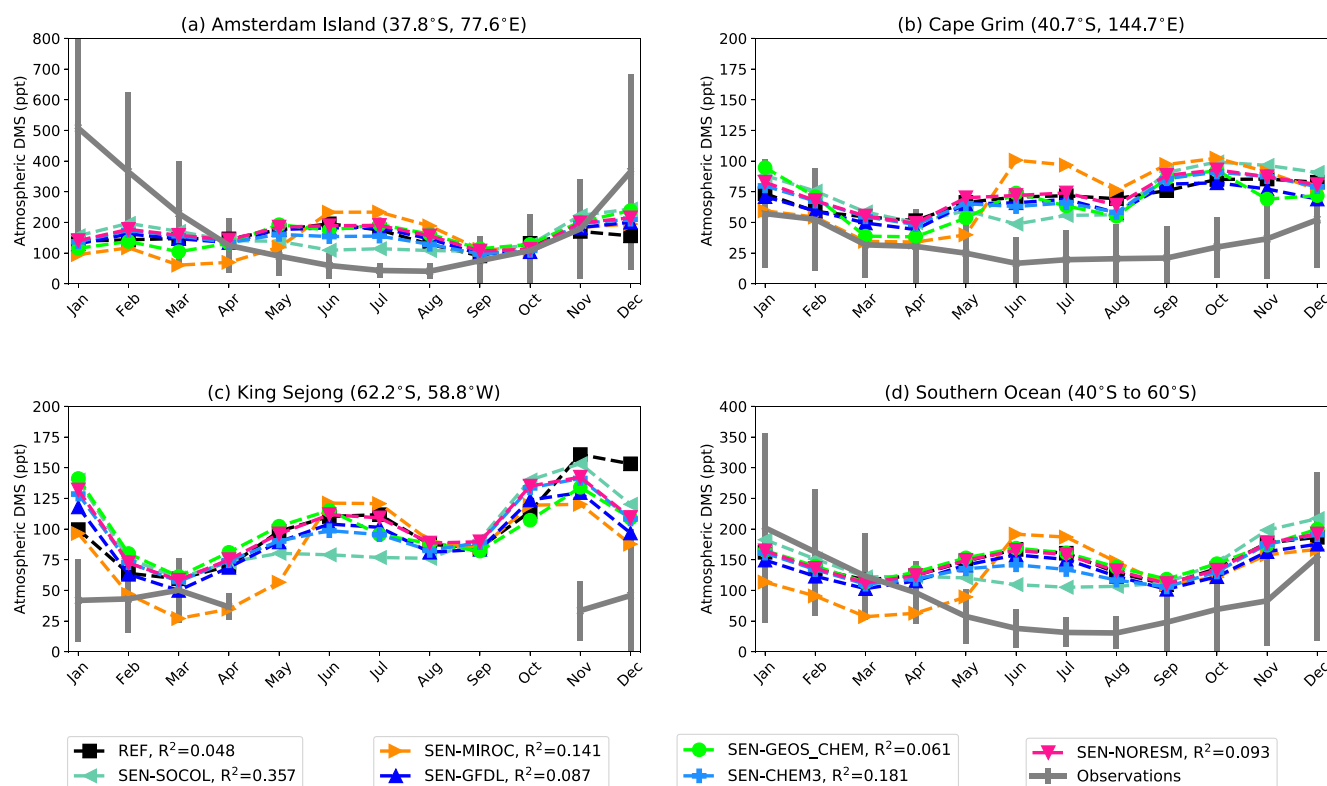 (a) Amsterdam Island (37.8°S, 77.6°E)
Atmospheric DMS (ppt)
800
700
600
500
400
300
200
100
0
Jan Feb Mar Apr May Jun Jul Aug Sep Oct Nov Dec
(b) Cape Grim (40.7°S, 144.7°E)
Atmospheric DMS (ppt)
200
175
150
125
100
75
50
25
0
Jan Feb Mar Apr May Jun Jul Aug Sep Oct Nov Dec
(c) King Sejong (62.2°S, 58.8°W)
Atmospheric DMS (ppt)
200
175
150
125
100
75
50
25
0
Jan Feb Mar Apr May Jun Jul Aug Sep Oct Nov Dec
(d) Southern Ocean (40°S to 60°S)
Atmospheric DMS (ppt)
400
350
300
250
200
150
100
50
0
Jan Feb Mar Apr May Jun Jul Aug Sep Oct Nov Dec
REF, R²=0.048
SEN-SOCOL, R²=0.357
SEN-MIROC, R²=0.141
SEN-GFDL, R²=0.087
SEN-GEOS_CHEM, R²=0.061
SEN-CHEM3, R²=0.181
SEN-NORESM, R²=0.093
Observations